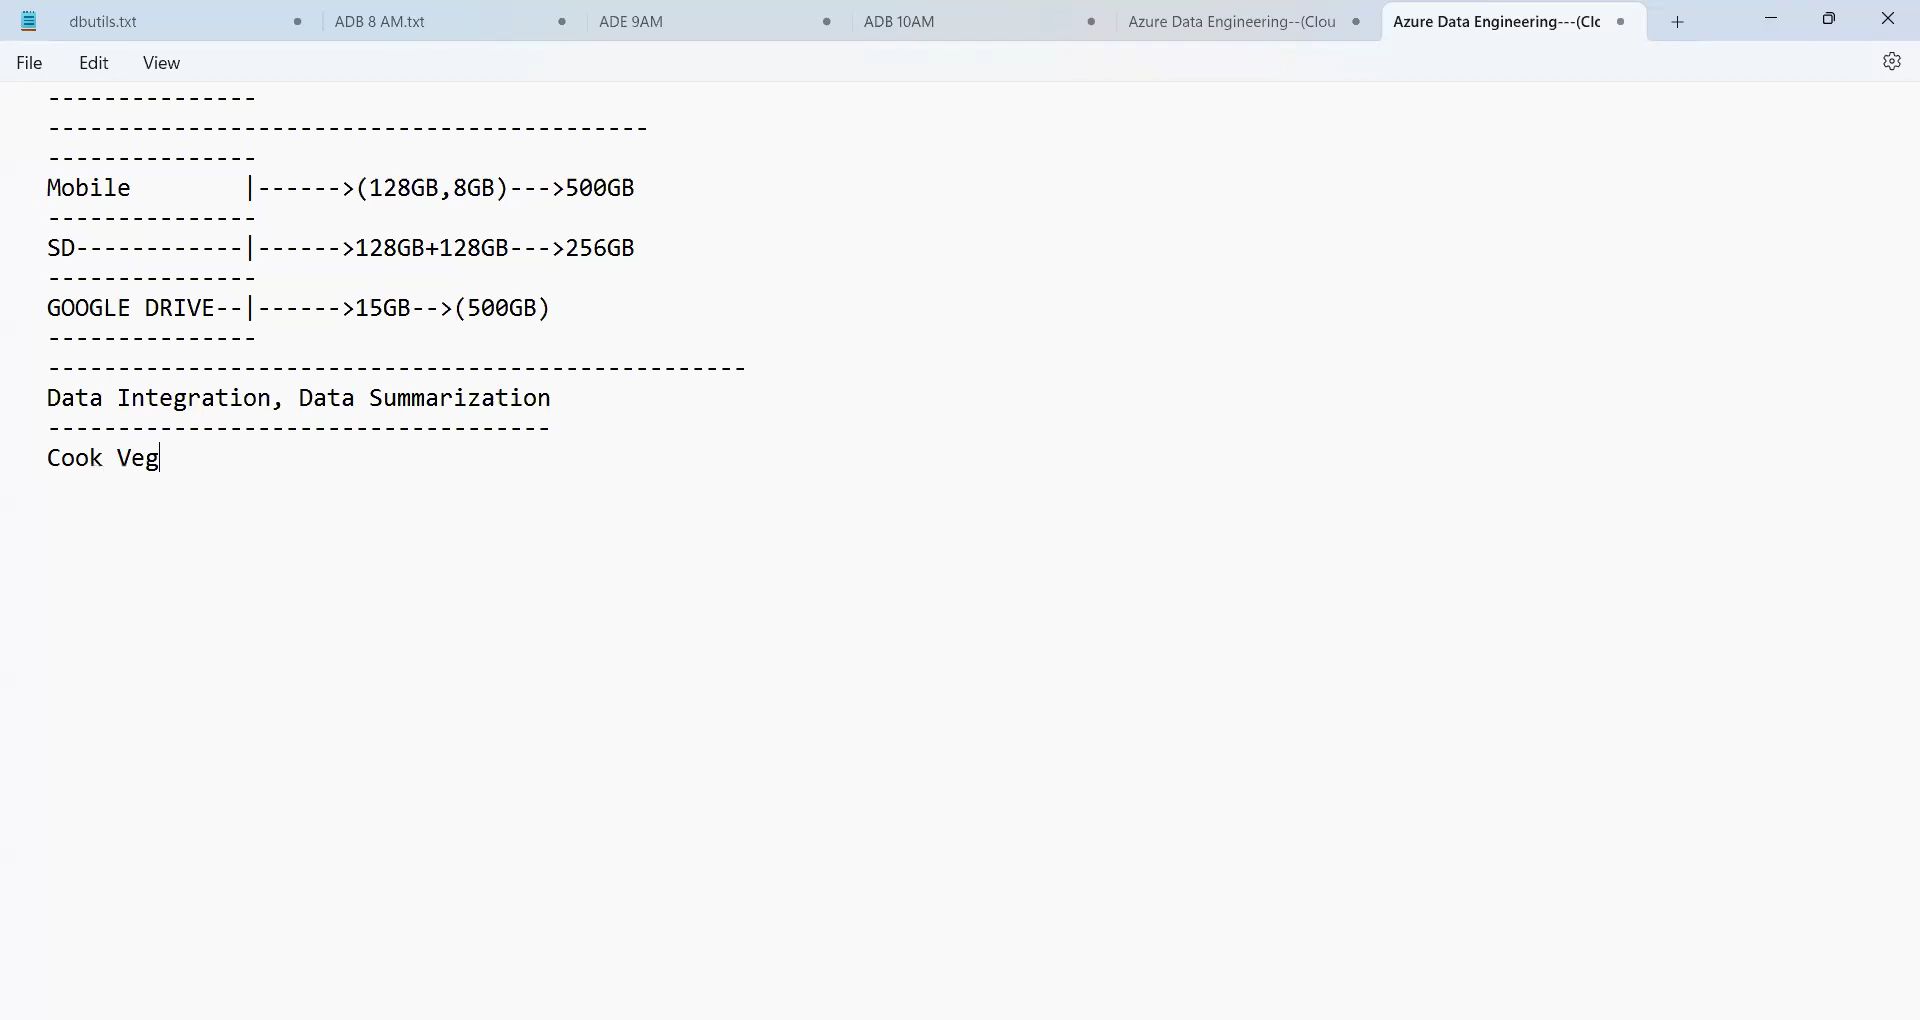 dbutils.txt ADB 8 AM.txt ADE 9AM ADB 10AM Azure Data Engineering--(Clou Azure Data Engineering---(Clc
File Edit View
---------------
-------------------------------------------
---------------
Mobile |------>(128GB,8GB)--->500GB
---------------
SD------------|------>128GB+128GB--->256GB
---------------
GOOGLE DRIVE--|------>15GB-->(500GB)
---------------
--------------------------------------------------
Data Integration, Data Summarization
------------------------------------
Cook Veg